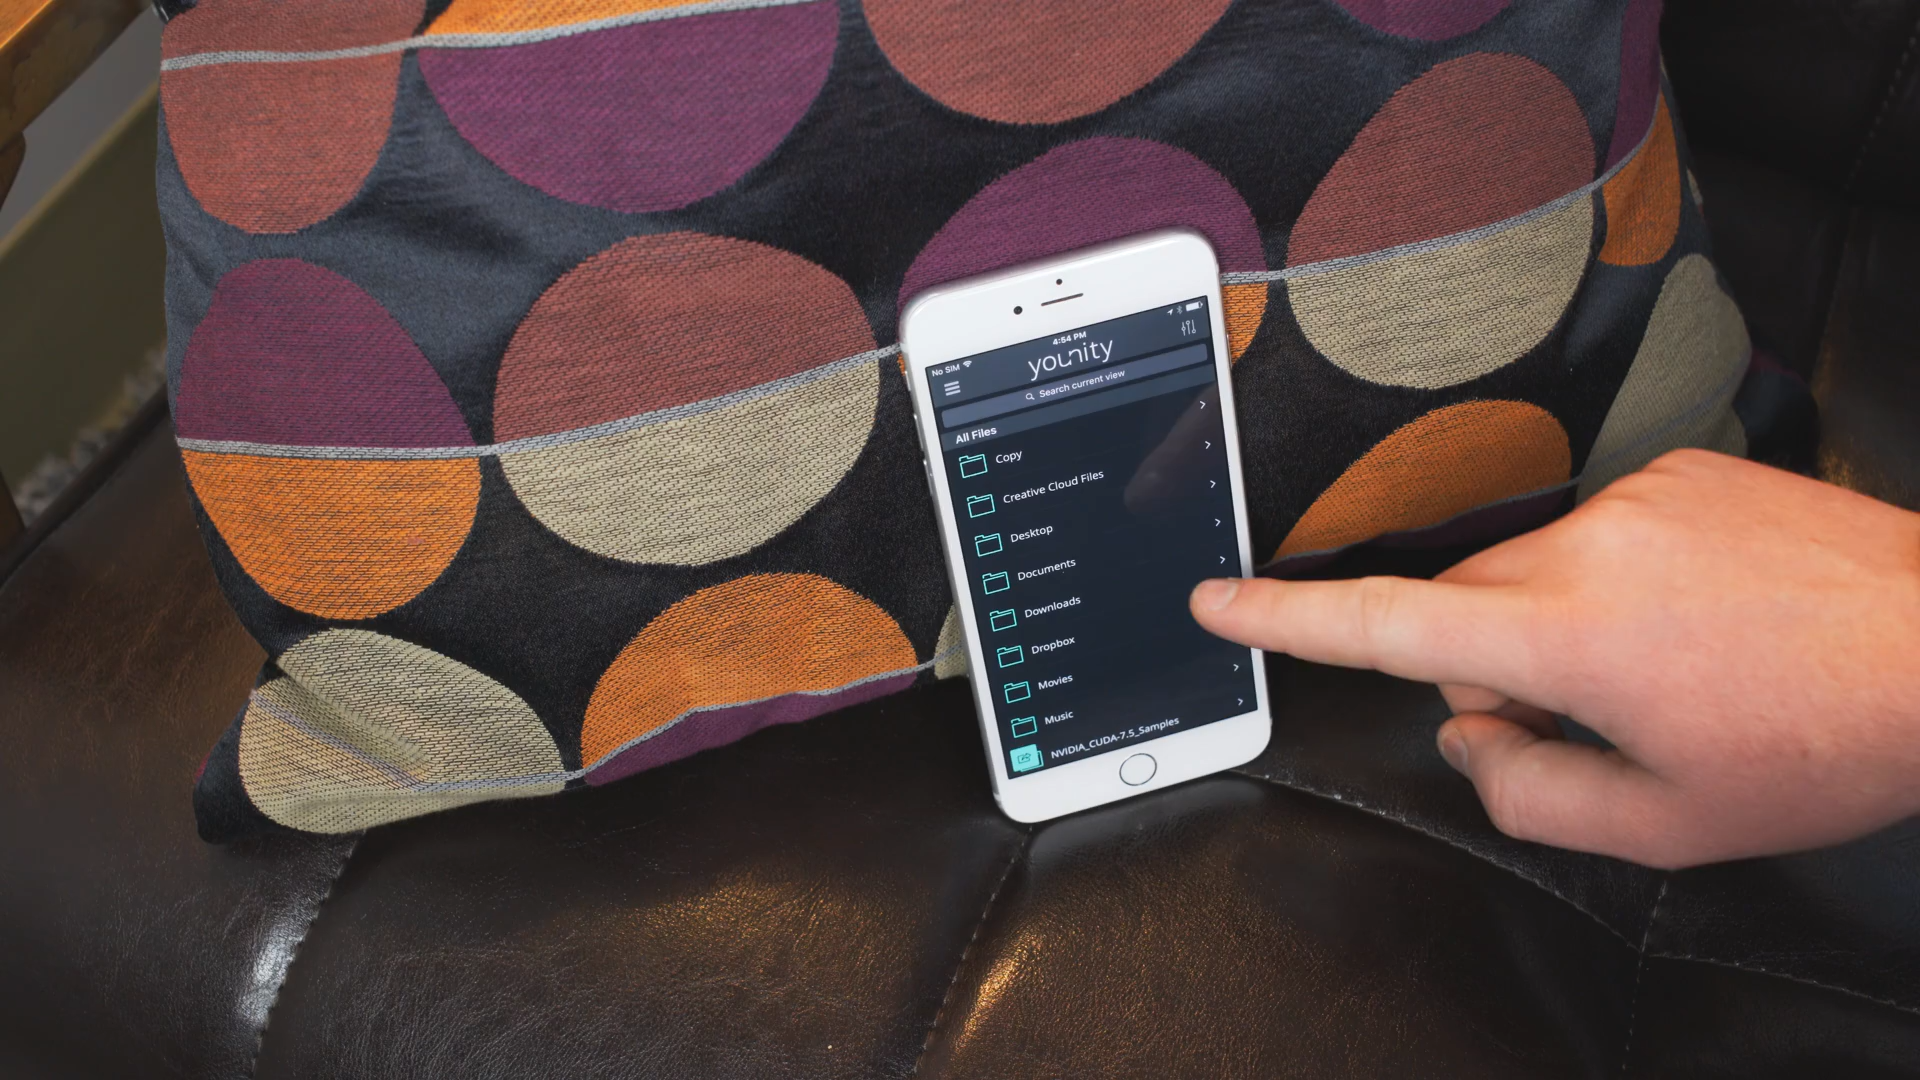 No SIM 4:54 PM
younity
Search current view
All Files
Copy
Creative Cloud Files
Desktop
Documents
Downloads
Dropbox
Movies
Music
NVIDIA_CUDA-7.5_Samples